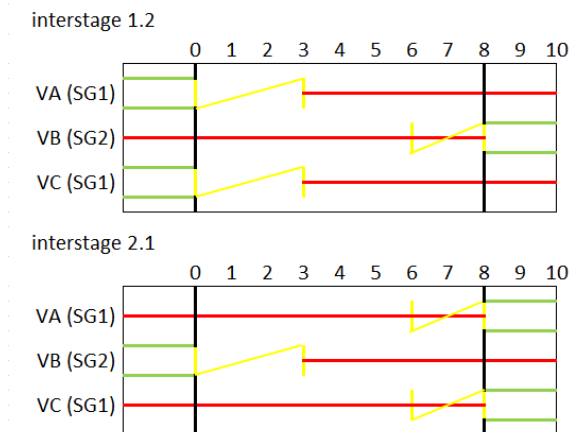 interstage 1.2
0 1 2 3 4 5 6 7 8 9 10
VA (SG1)
VB (SG2)
VC (SG1)
interstage 2.1
0 1 2 3 4 5 6 7 8 9 10
VA (SG1)
VB (SG2)
VC (SG1)